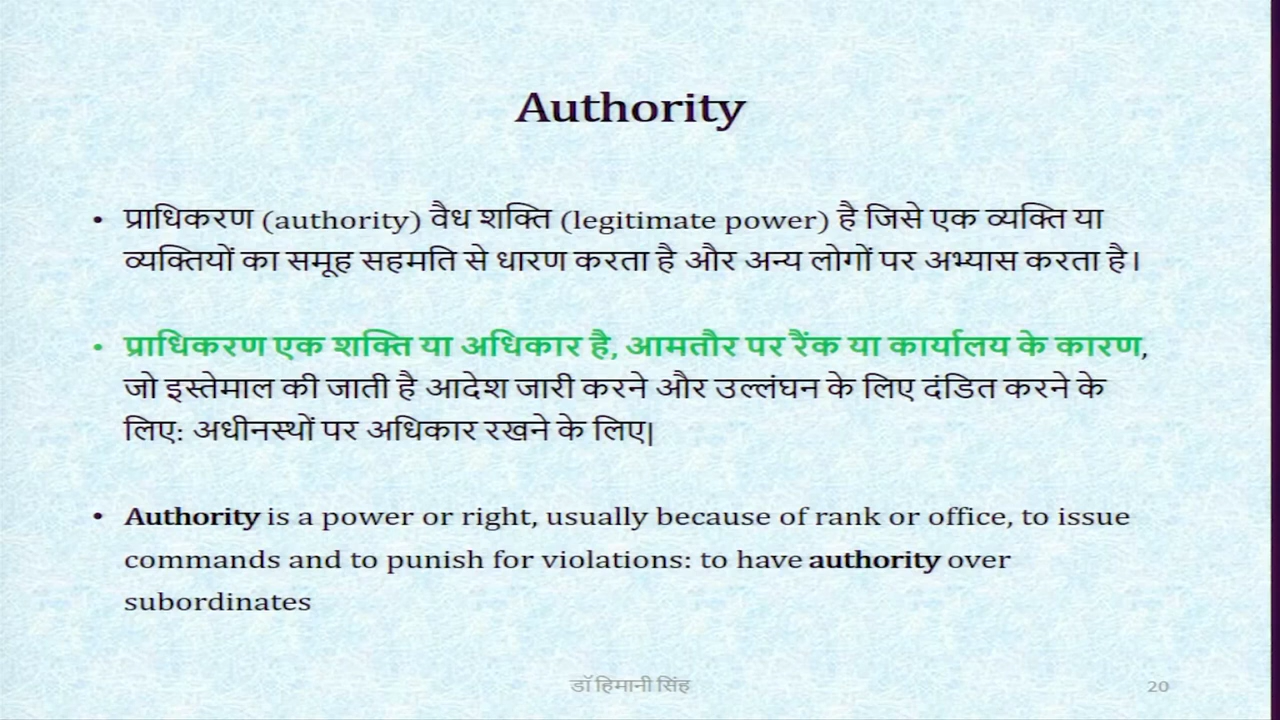 Authority
• प्राधिकरण (authority) वैध शक्ति (legitimate power) है जिसे एक व्यक्ति या
व्यक्तियों का समूह सहमति से धारण करता है और अन्य लोगों पर अभ्यास करता है।
• प्राधिकरण एक शक्ति या अधिकार है, आमतौर पर रैंक या कार्यालय के कारण,
जो इस्तेमाल की जाती है आदेश जारी करने और उल्लंघन के लिए दंडित करने के
लिए: अधीनस्थों पर अधिकार रखने के लिए|
• Authority is a power or right, usually because of rank or office, to issue
commands and to punish for violations: to have authority over
subordinates
डॉ हिमानी सिंह
20